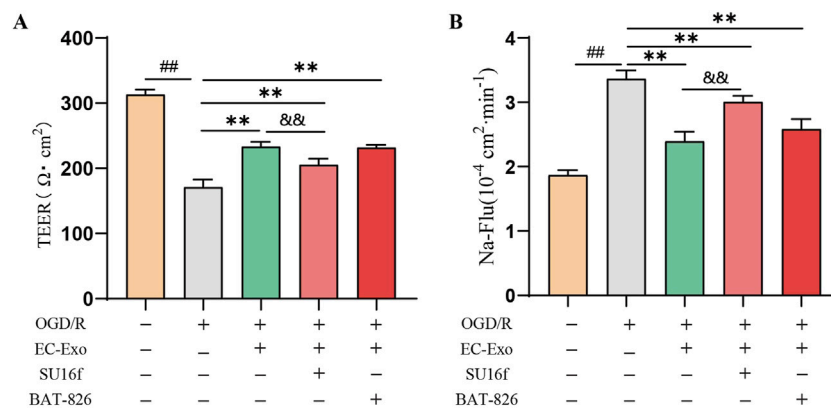 A
TEER( Ω· cm²)
400
300
200
100
0
##
**
**
**
&&
OGD/R − + + + +
EC-Exo − − + + +
SU16f − − − + −
BAT-826 − − − − +
B
Na-Flu(10⁻⁴ cm²·min⁻¹)
4
3
2
1
0
**
**
## **
&&
OGD/R − + + + +
EC-Exo − − + + +
SU16f − − − + −
BAT-826 − − − − +